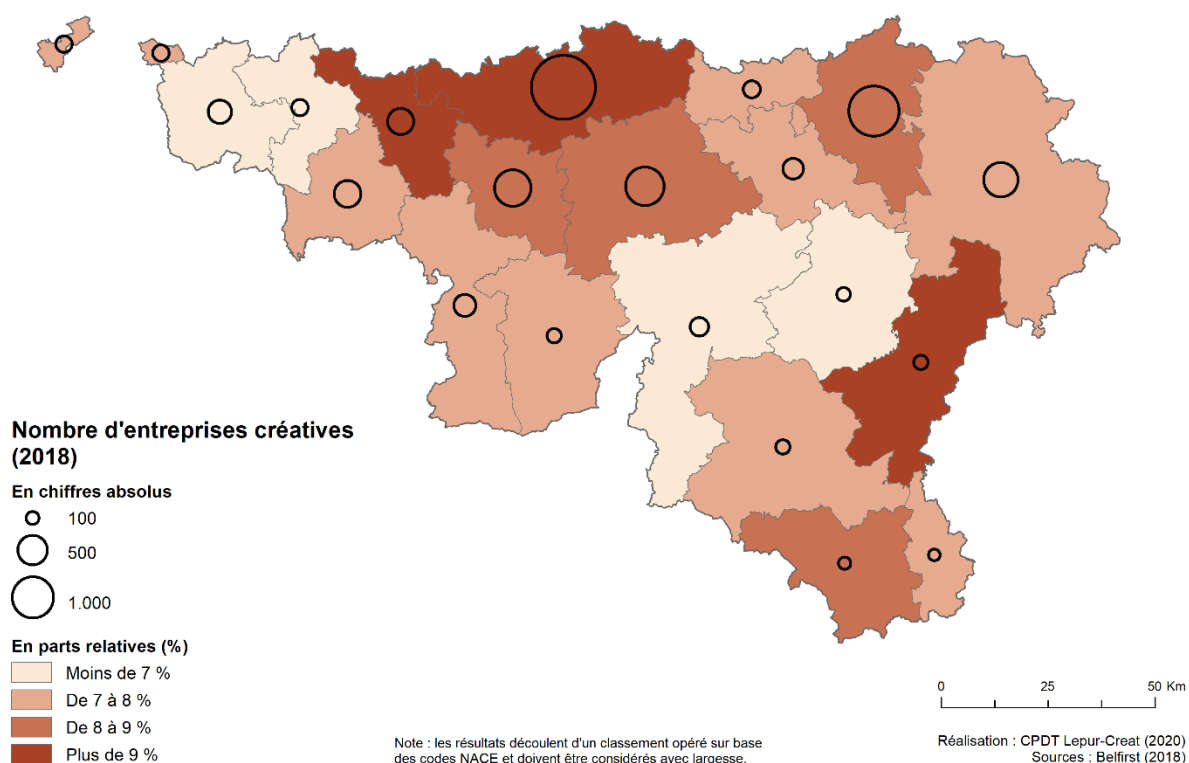 Nombre d'entreprises créatives
(2018)
En chiffres absolus
100
500
1.000
En parts relatives (%)
Moins de 7 %
De 7 à 8 %
De 8 à 9 %
Plus de 9 %
Note : les résultats découlent d'un classement opéré sur base
des codes NACE et doivent être considérés avec largesse.
0 25 50 Km
Réalisation : CPDT Lepur-Creat (2020)
Sources : Belfirst (2018)